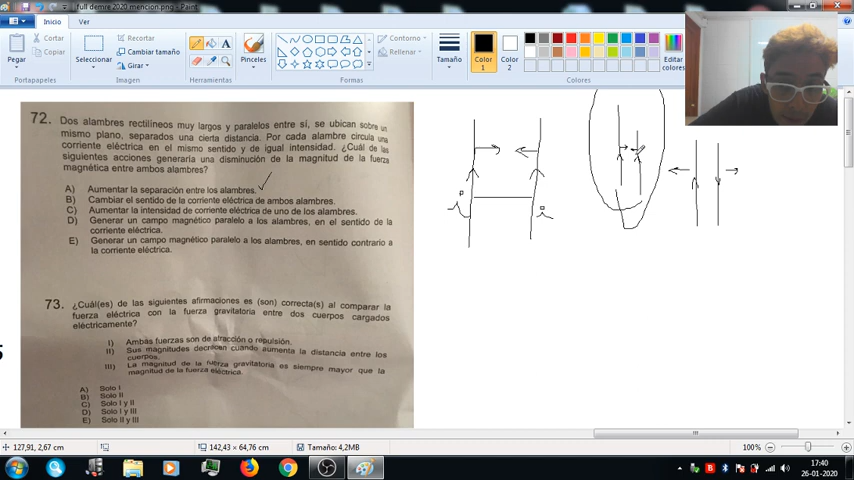 full demre 2020 mencion.png - Paint
Inicio
Ver
Pegar
Cortar
Copiar
Portapapeles
Seleccionar
Recortar
Cambiar tamaño
Girar
Imagen
Herramientas
Pinceles
Formas
Contorno
Rellenar
Tamaño
Color 1
Color 2
Colores
Editar colores
72. Dos alambres rectilíneos muy largos y paralelos entre sí, se ubican sobre un
mismo plano, separados una cierta distancia. Por cada alambre circula una
corriente eléctrica en el mismo sentido y de igual intensidad. ¿Cuál de las
siguientes acciones generaría una disminución de la magnitud de la fuerza
magnética entre ambos alambres?
A) Aumentar la separación entre los alambres.
B) Cambiar el sentido de la corriente eléctrica de ambos alambres.
C) Aumentar la intensidad de corriente eléctrica de uno de los alambres.
D) Generar un campo magnético paralelo a los alambres, en el sentido de la
corriente eléctrica.
E) Generar un campo magnético paralelo a los alambres, en sentido contrario a
la corriente eléctrica.
i
i
73. ¿Cuál(es) de las siguientes afirmaciones es (son) correcta(s) al comparar la
fuerza eléctrica con la fuerza gravitatoria entre dos cuerpos cargados
eléctricamente?
I) Ambas fuerzas son de atracción o repulsión.
II) Sus magnitudes decrecen cuando aumenta la distancia entre los
cuerpos.
III) La magnitud de la fuerza gravitatoria es siempre mayor que la
magnitud de la fuerza eléctrica.
A) Solo I
B) Solo II
C) Solo I y II
D) Solo I y III
E) Solo II y III
127,91, 2,67 cm
142,43 × 64,76 cm
Tamaño: 4,2MB
100%
17:40
26-01-2020